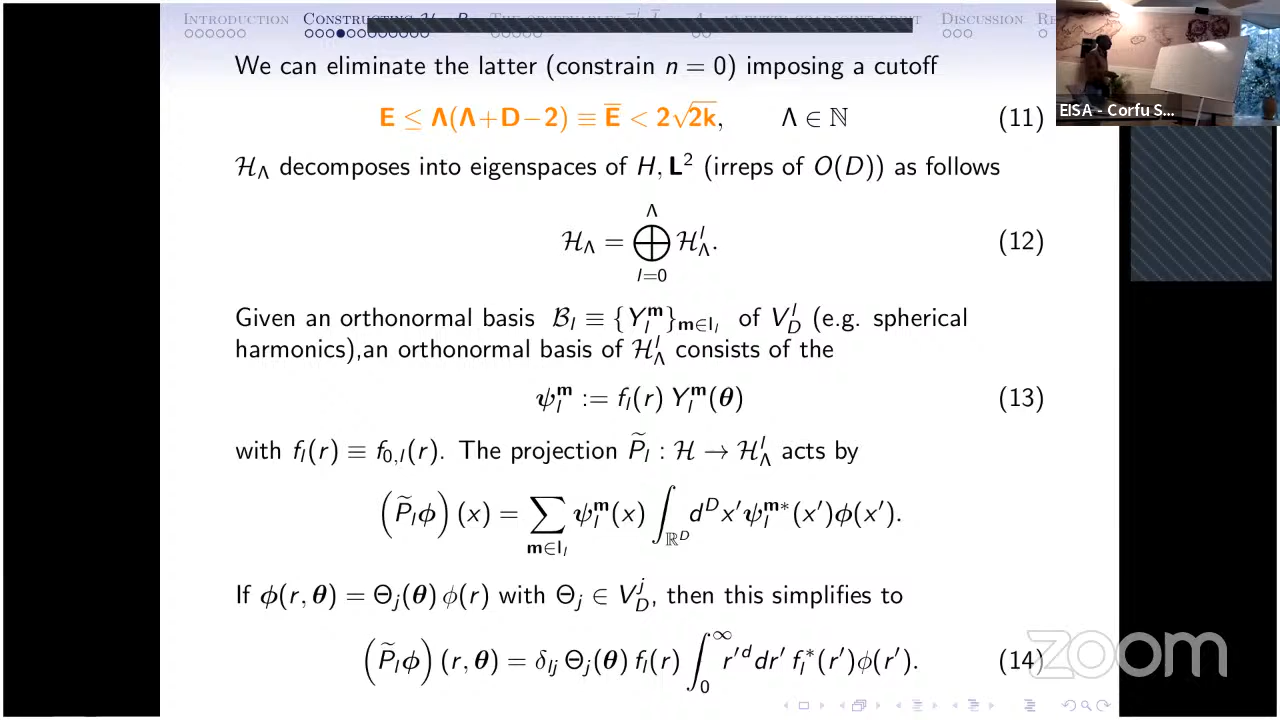 INTRODUCTION CONSTRUCTING DISCUSSION
We can eliminate the latter (constrain n = 0) imposing a cutoff
E ≤ Λ(Λ+D−2) ≡ E̅ < 2√2k, Λ ∈ ℕ (11)
ℋ_Λ decomposes into eigenspaces of H, L² (irreps of O(D)) as follows
ℋ_Λ = ⨁_{l=0}^{Λ} ℋ_Λ^l. (12)
Given an orthonormal basis ℬ_l ≡ {Y_l^m}_{m∈I_l} of V_D^l (e.g. spherical
harmonics),an orthonormal basis of ℋ_Λ^l consists of the
ψ_l^m := f_l(r) Y_l^m(θ) (13)
with f_l(r) ≡ f_{0,l}(r). The projection P̃_l : ℋ → ℋ_Λ^l acts by
(P̃_l ϕ)(x) = ∑_{m∈I_l} ψ_l^m(x) ∫_{ℝ^D} d^D x′ ψ_l^{m*}(x′)ϕ(x′).
If ϕ(r, θ) = Θ_j(θ) ϕ(r) with Θ_j ∈ V_D^j, then this simplifies to
(P̃_l ϕ)(r, θ) = δ_{lj} Θ_j(θ) f_l(r) ∫_0^∞ r′^d dr′ f_l^*(r′)ϕ(r′). (14)
EISA - Corfu S...
zoom